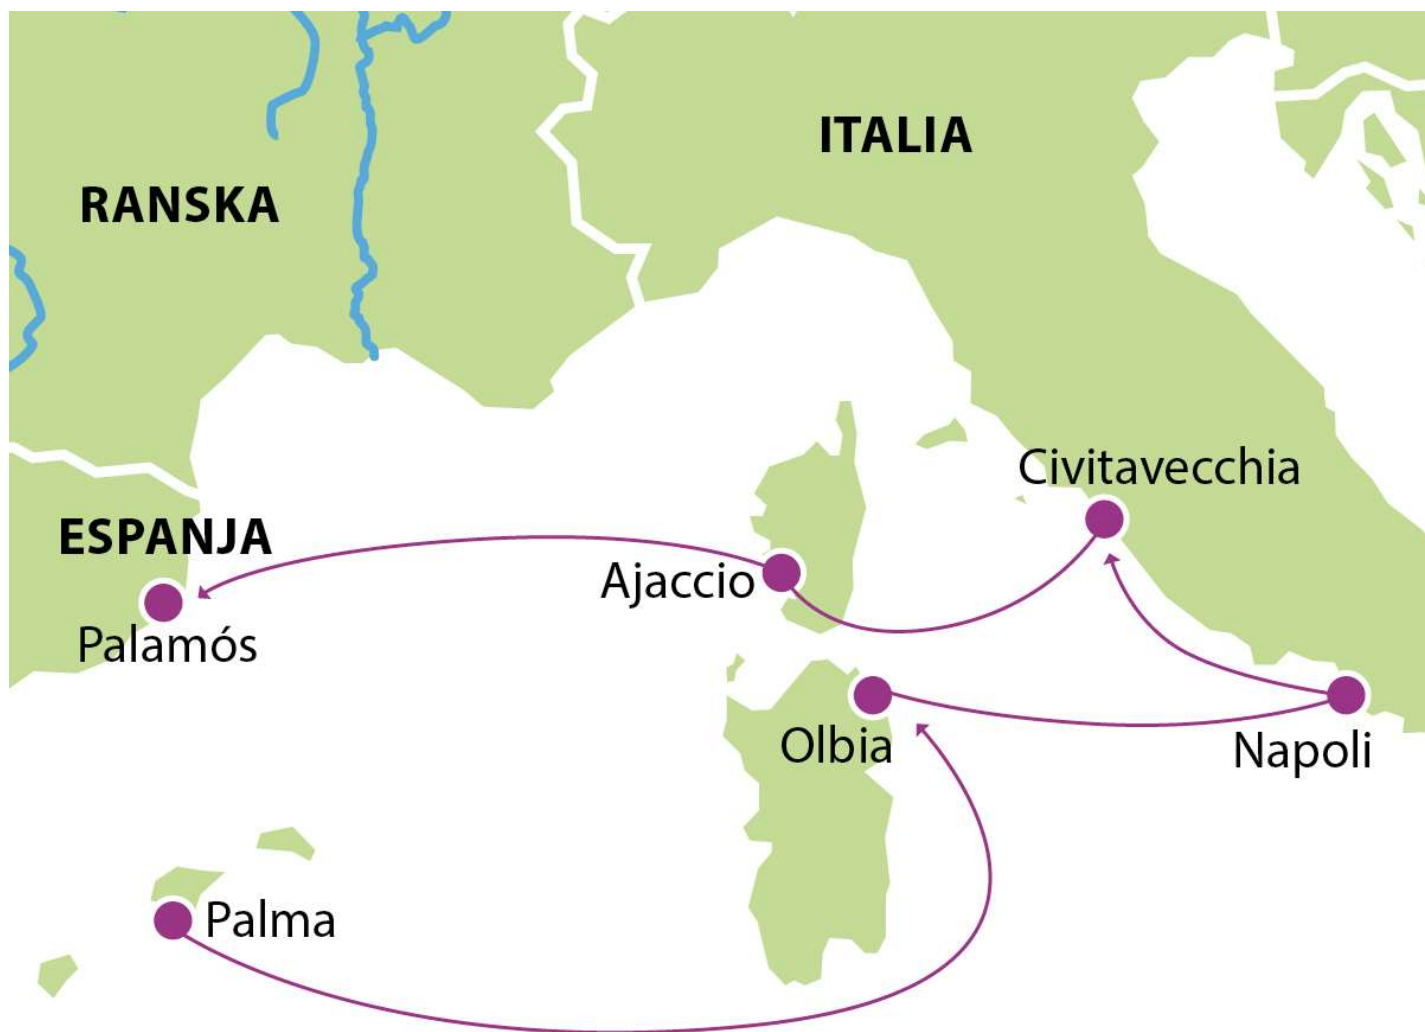 ITALIA
RANSKA
Civitavecchia
ESPANJA
Ajaccio
Palamós
Olbia
Napoli
Palma